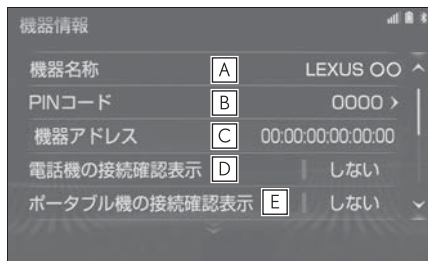 機器情報
機器名称 A LEXUS ○○
PINコード B 0000 >
機器アドレス C 00:00:00:00:00:00
電話機の接続確認表示 D しない
ポータブル機の接続確認表示 E しない